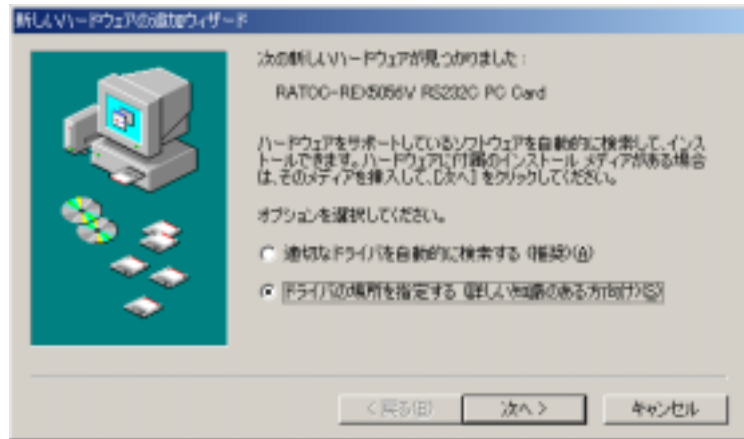 新しいハードウェアの追加ウィザード
次の新しいハードウェアが見つかりました :
RATOC-REX5056V RS232C PC Card
ハードウェアをサポートしているソフトウェアを自動的に検索して、インス
トールできます。ハードウェアに付属のインストール メディアがある場合
は、そのメディアを挿入して、[次へ] をクリックしてください。
オプションを選択してください。
適切なドライバを自動的に検索する (推奨)(A)
ドライバの場所を指定する (詳しい知識のある方向け)(S)
< 戻る(B)
次へ >
キャンセル